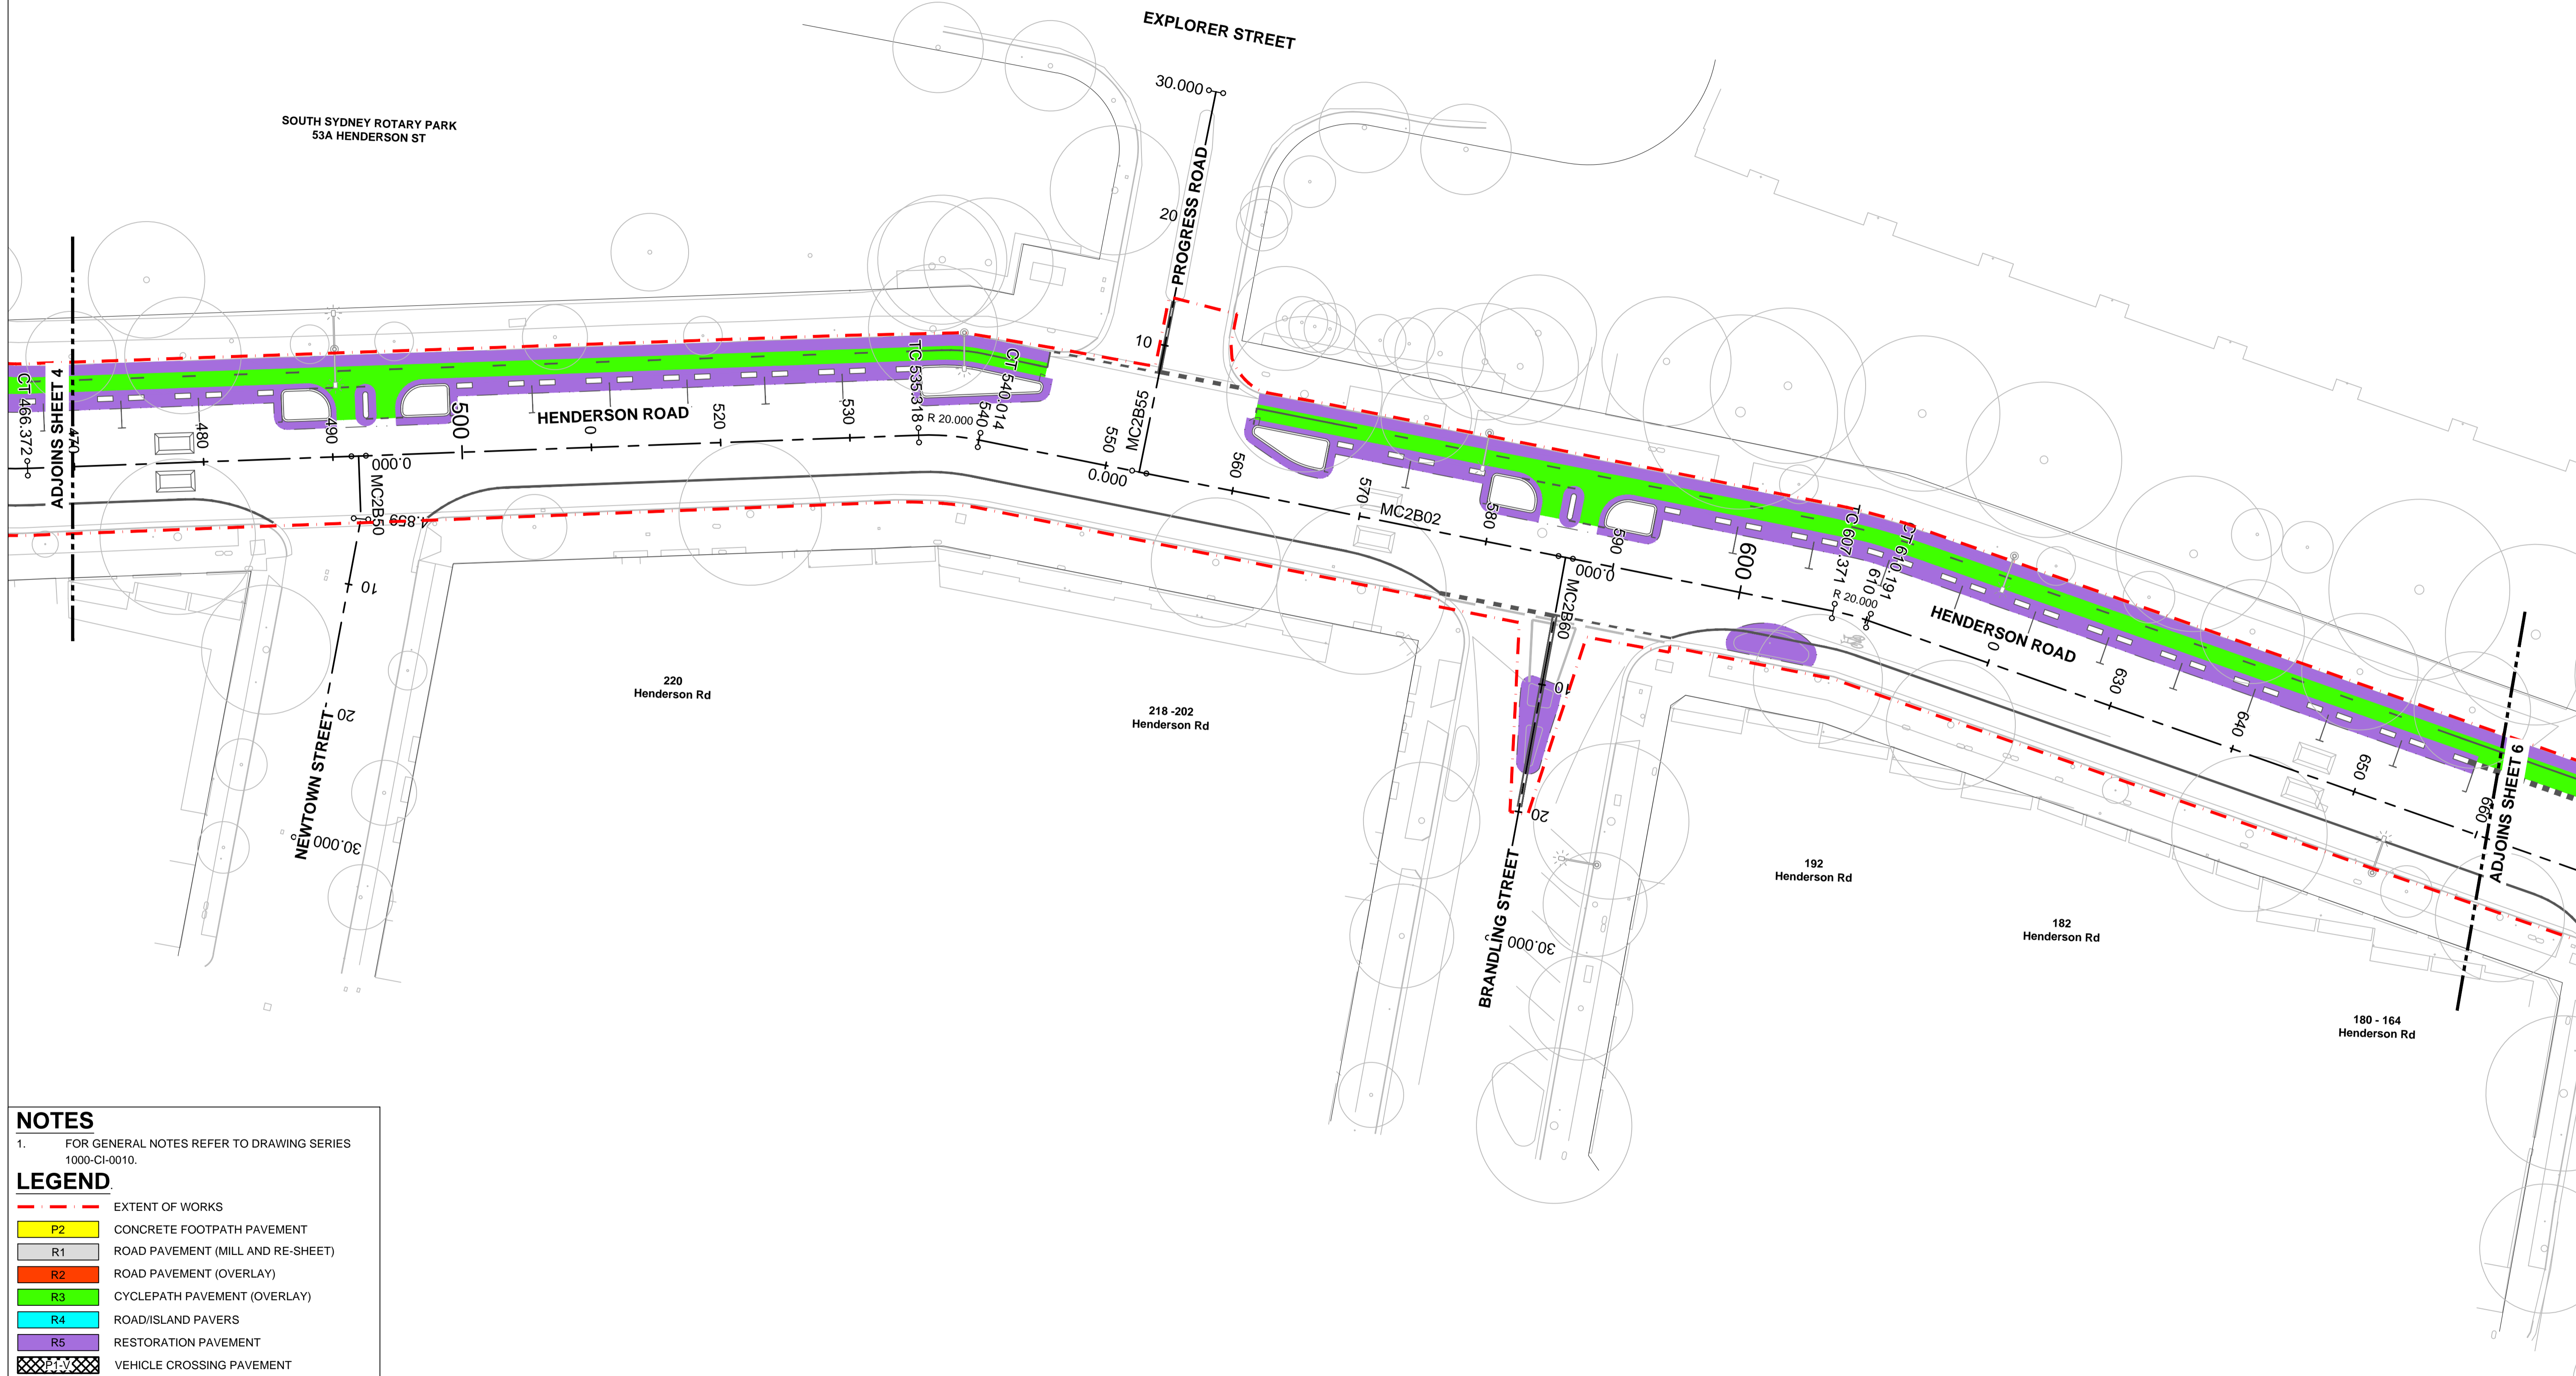 EXPLORER STREET
30.000
SOUTH SYDNEY ROTARY PARK
53A HENDERSON ST
PROGRESS ROAD
20
10
ADJOINS SHEET 4
CT 466.372
470
480
490
500
HENDERSON ROAD
0
520
530
TC 535.318
R 20.000
540
CT 540.014
550
MC2B55
0.000
560
570
MC2B02
580
590
600
TC 607.371
R 20.000
610
CT 610.191
HENDERSON ROAD
0
630
640
650
660
ADJOINS SHEET 6
0.000
MC2B50
4.859
10
20
NEWTOWN STREET
30.000
0.000
MC2B60
10
20
BRANDLING STREET
30.000
220
Henderson Rd
218 -202
Henderson Rd
192
Henderson Rd
182
Henderson Rd
180 - 164
Henderson Rd
NOTES
1. FOR GENERAL NOTES REFER TO DRAWING SERIES
1000-CI-0010.
LEGEND
EXTENT OF WORKS
P2 CONCRETE FOOTPATH PAVEMENT
R1 ROAD PAVEMENT (MILL AND RE-SHEET)
R2 ROAD PAVEMENT (OVERLAY)
R3 CYCLEPATH PAVEMENT (OVERLAY)
R4 ROAD/ISLAND PAVERS
R5 RESTORATION PAVEMENT
P1-V VEHICLE CROSSING PAVEMENT